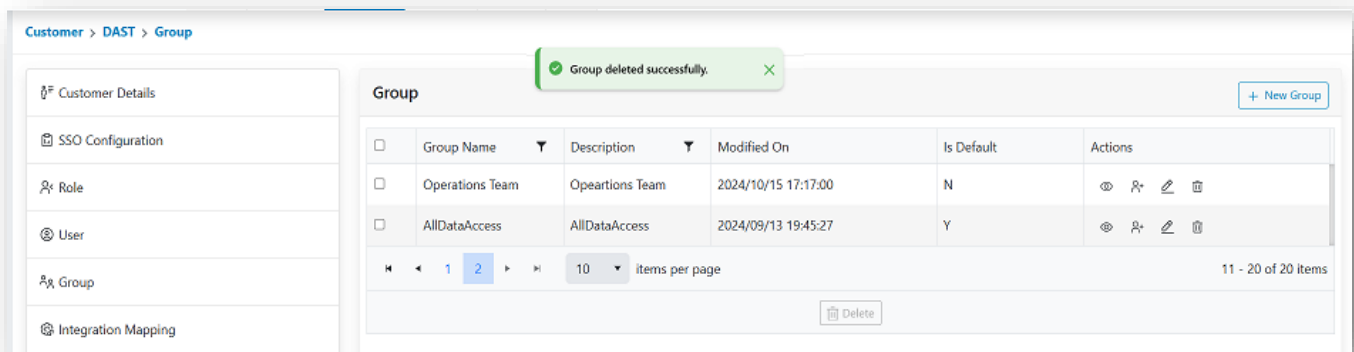 Customer > DAST > Group
Group deleted successfully.
Customer Details
SSO Configuration
Role
User
Group
Integration Mapping
Group
+ New Group
Group Name Description Modified On Is Default Actions
Operations Team Opeartions Team 2024/10/15 17:17:00 N
AllDataAccess AllDataAccess 2024/09/13 19:45:27 Y
1 2 10 items per page 11 - 20 of 20 items
Delete